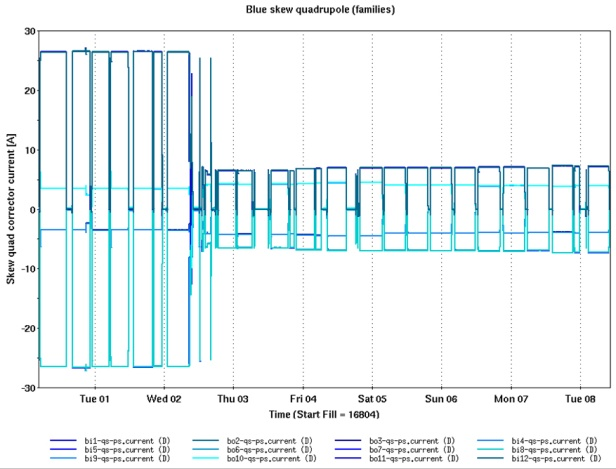 Blue skew quadrupole (families)
30
20
10
0
-10
-20
-30
Skew quad corrector current [A]
Tue 01 Wed 02 Thu 03 Fri 04 Sat 05 Sun 06 Mon 07 Tue 08
Time (Start Fill = 16804)
bi1-qs-ps.current (D) bo2-qs-ps.current (D) bo3-qs-ps.current (D) bi4-qs-ps.current (D)
bi5-qs-ps.current (D) bo6-qs-ps.current (D) bo7-qs-ps.current (D) bi8-qs-ps.current (D)
bi9-qs-ps.current (D) bo10-qs-ps.current (D) bo11-qs-ps.current (D) bi12-qs-ps.current (D)